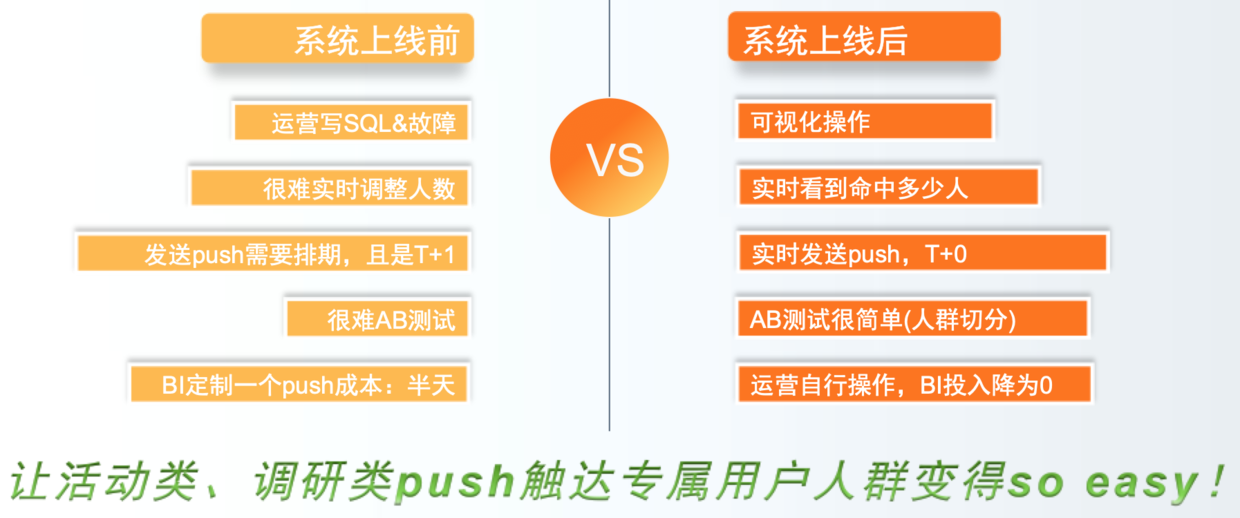 系统上线前
运营写SQL&故障
很难实时调整人数
发送push需要排期，且是T+1
很难AB测试
BI定制一个push成本：半天
VS
系统上线后
可视化操作
实时看到命中多少人
实时发送push，T+0
AB测试很简单(人群切分)
运营自行操作，BI投入降为0
让活动类、调研类push触达专属用户人群变得so easy！